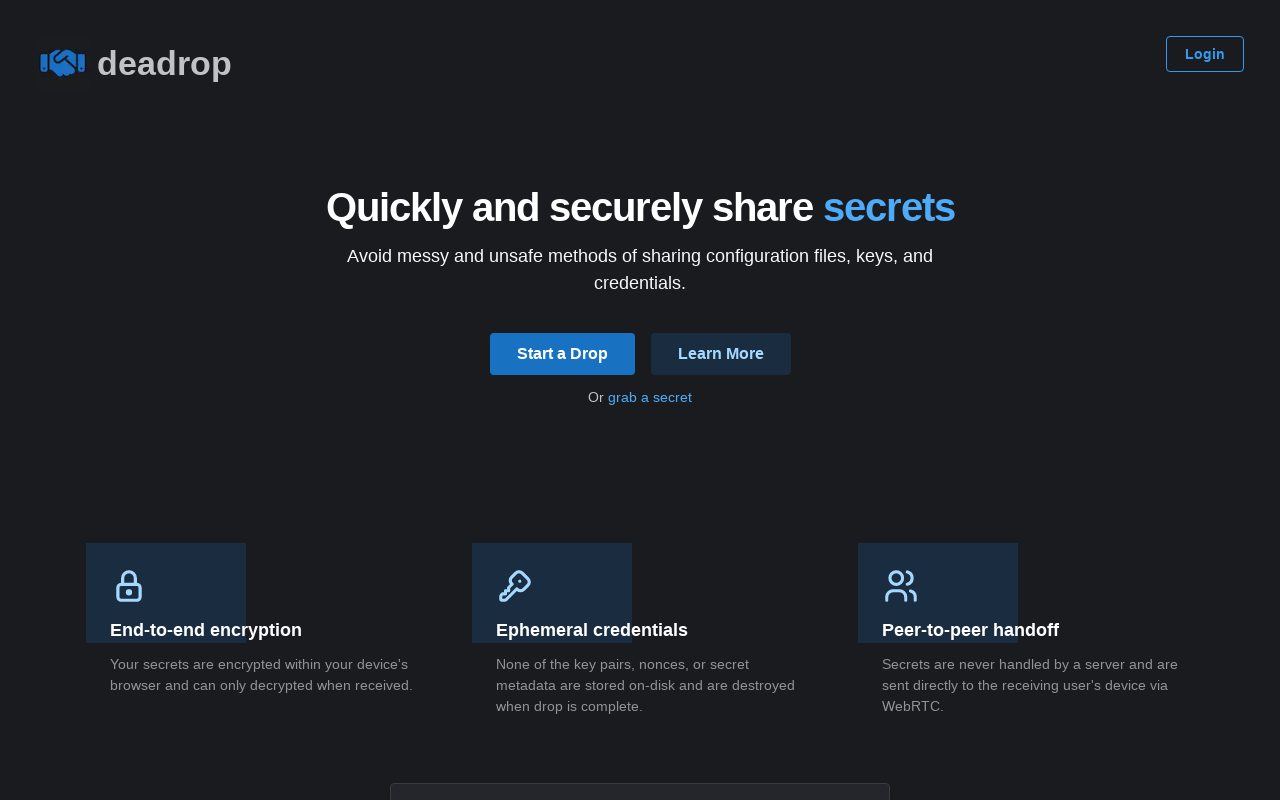 deadrop
Login
Quickly and securely share secrets
Avoid messy and unsafe methods of sharing configuration files, keys, and
credentials.
Start a Drop
Learn More
Or grab a secret
End-to-end encryption
Your secrets are encrypted within your device's
browser and can only decrypted when received.
Ephemeral credentials
None of the key pairs, nonces, or secret
metadata are stored on-disk and are destroyed
when drop is complete.
Peer-to-peer handoff
Secrets are never handled by a server and are
sent directly to the receiving user's device via
WebRTC.